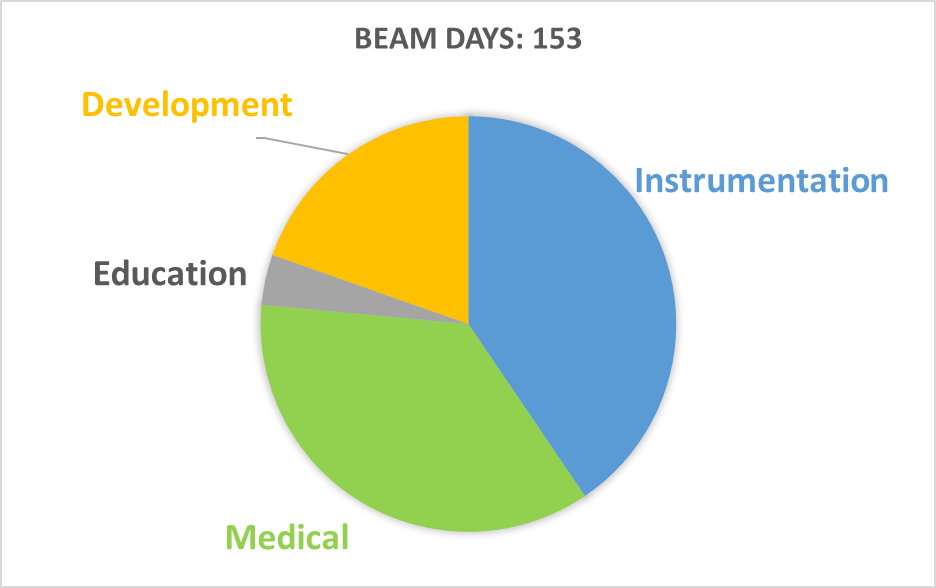 BEAM DAYS: 153
Development
Instrumentation
Education
Medical